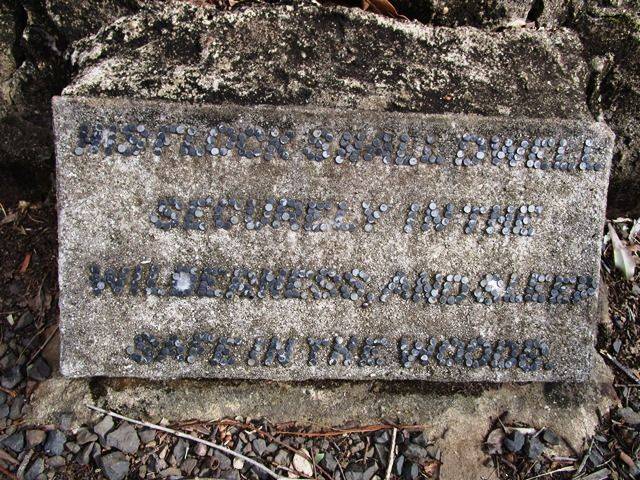 HIS FLOCK SHALL DWELL
SECURELY IN THE
WILDERNESS, AND SLEEP
SAFE IN THE WOODS.